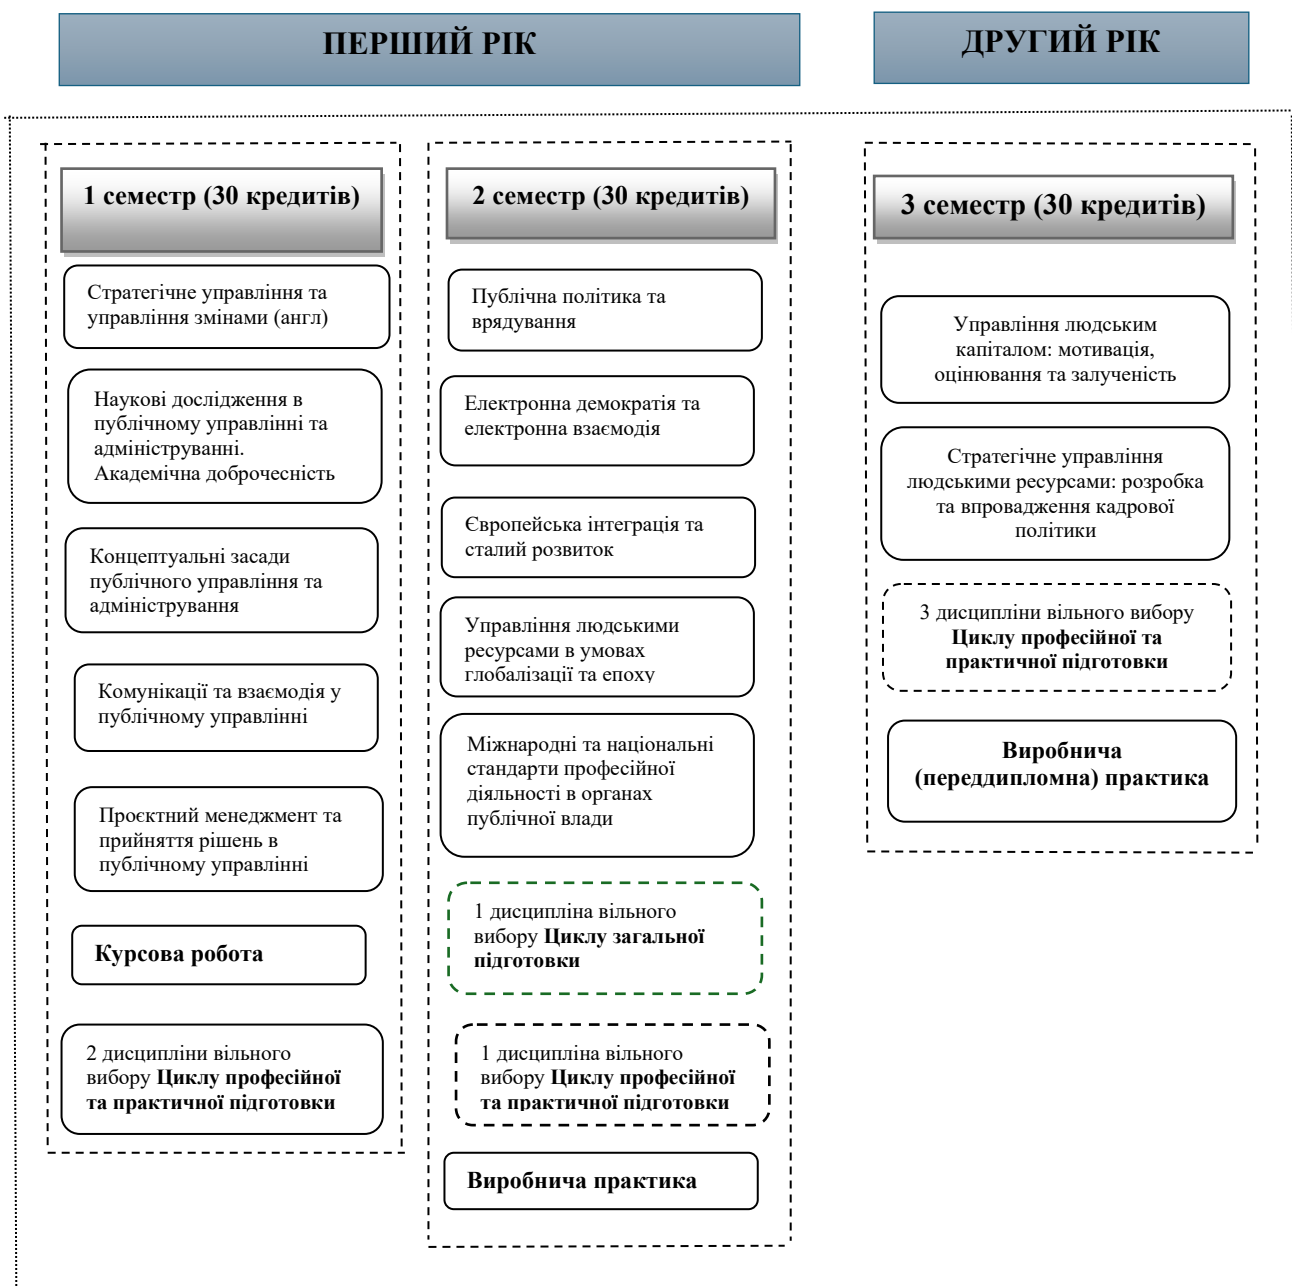 ПЕРШИЙ РІК
ДРУГИЙ РІК
1 семестр (30 кредитів)
Стратегічне управління та
управління змінами (англ)
Наукові дослідження в
публічному управлінні та
адмініструванні.
Академічна доброчесність
Концептуальні засади
публічного управління та
адміністрування
Комунікації та взаємодія у
публічному управлінні
Проєктний менеджмент та
прийняття рішень в
публічному управлінні
Курсова робота
2 дисципліни вільного
вибору Циклу професійної
та практичної підготовки
2 семестр (30 кредитів)
Публічна політика та
врядування
Електронна демократія та
електронна взаємодія
Європейська інтеграція та
сталий розвиток
Управління людськими
ресурсами в умовах
глобалізації та епоху
Міжнародні та національні
стандарти професійної
діяльності в органах
публічної влади
1 дисципліна вільного
вибору Циклу загальної
підготовки
1 дисципліна вільного
вибору Циклу професійної
та практичної підготовки
Виробнича практика
3 семестр (30 кредитів)
Управління людським
капіталом: мотивація,
оцінювання та залученість
Стратегічне управління
людськими ресурсами: розробка
та впровадження кадрової
політики
3 дисципліни вільного вибору
Циклу професійної та
практичної підготовки
Виробнича
(переддипломна) практика